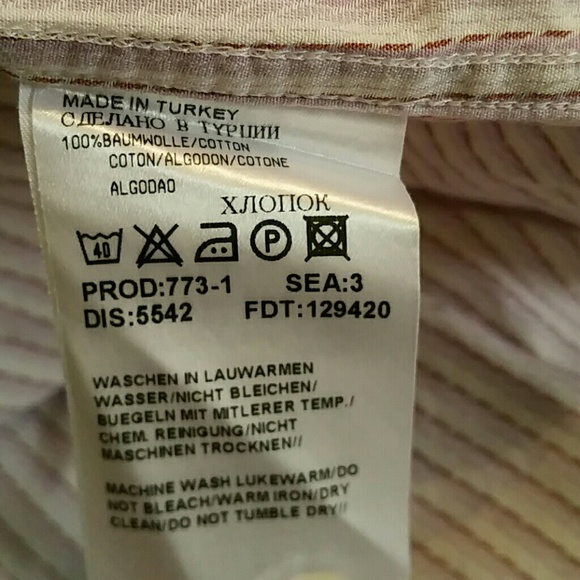 MADE IN TURKEY
СДЕЛАНО В ТУРЦИИ
100%BAUMWOLLE/COTTON
COTON/ALGODON/COTONE
ALGODAO
ХЛОПОК
40 P
PROD:773-1 SEA:3
DIS:5542 FDT:129420
WASCHEN IN LAUWARMEN
WASSER/NICHT BLEICHEN/
BUEGELN MIT MITLERER TEMP./
CHEM. REINIGUNG/NICHT
MASCHINEN TROCKNEN//
MACHINE WASH LUKEWARM/DO
NOT BLEACH/WARM IRON/DRY
CLEAN/DO NOT TUMBLE DRY//